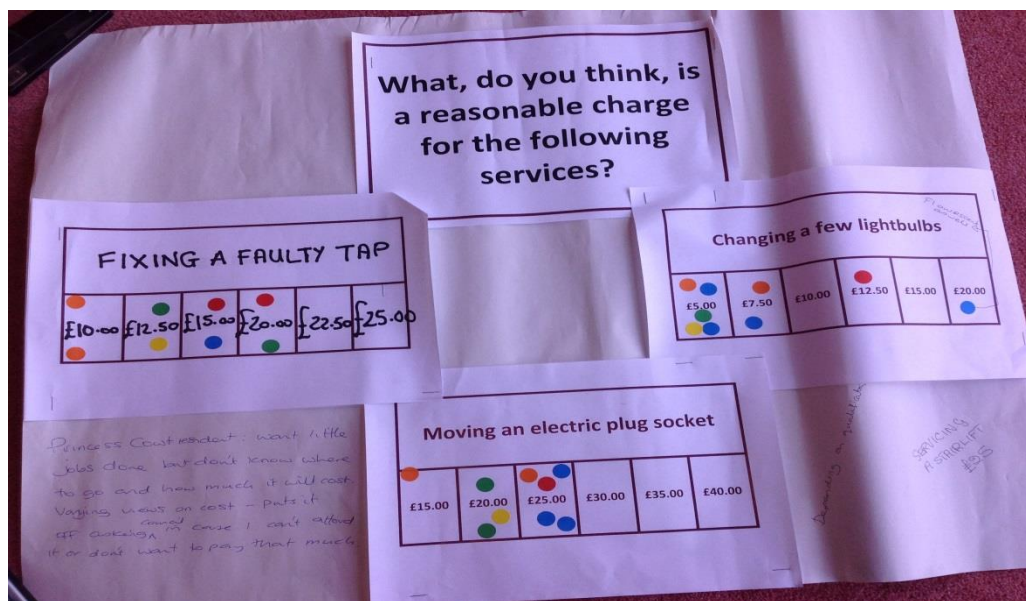 What, do you think, is
a reasonable charge
for the following
services?
FIXING A FAULTY TAP
£10.00 £12.50 £15.00 £20.00 £22.50 £25.00
Changing a few lightbulbs
£5.00 £7.50 £10.00 £12.50 £15.00 £20.00
Moving an electric plug socket
£15.00 £20.00 £25.00 £30.00 £35.00 £40.00
Princess Court resident: want little
jobs done but don't know where
to go and how much it will cost.
Varying views on cost - puts it
off cause I can't afford
it or don't want to pay that much
Depending on
SERVICING
A STAIRLIFT